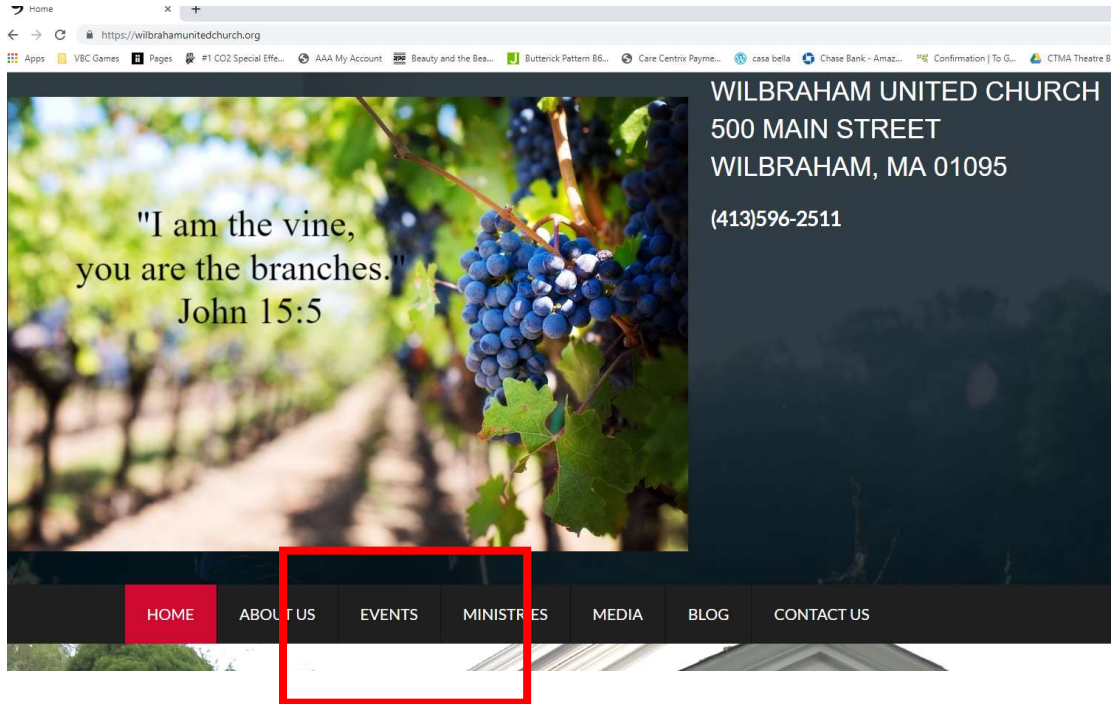 Home × +
https://wilbrahamunitedchurch.org
Apps VBC Games Pages #1 CO2 Special Effe... AAA My Account Beauty and the Bea... Butterick Pattern B6... Care Centrix Payme... casa bella Chase Bank - Amaz... Confirmation | To G... CTMA Theatre B
WILBRAHAM UNITED CHURCH
500 MAIN STREET
WILBRAHAM, MA 01095
(413)596-2511
"I am the vine,
you are the branches."
John 15:5
HOME ABOUT US EVENTS MINISTRIES MEDIA BLOG CONTACT US